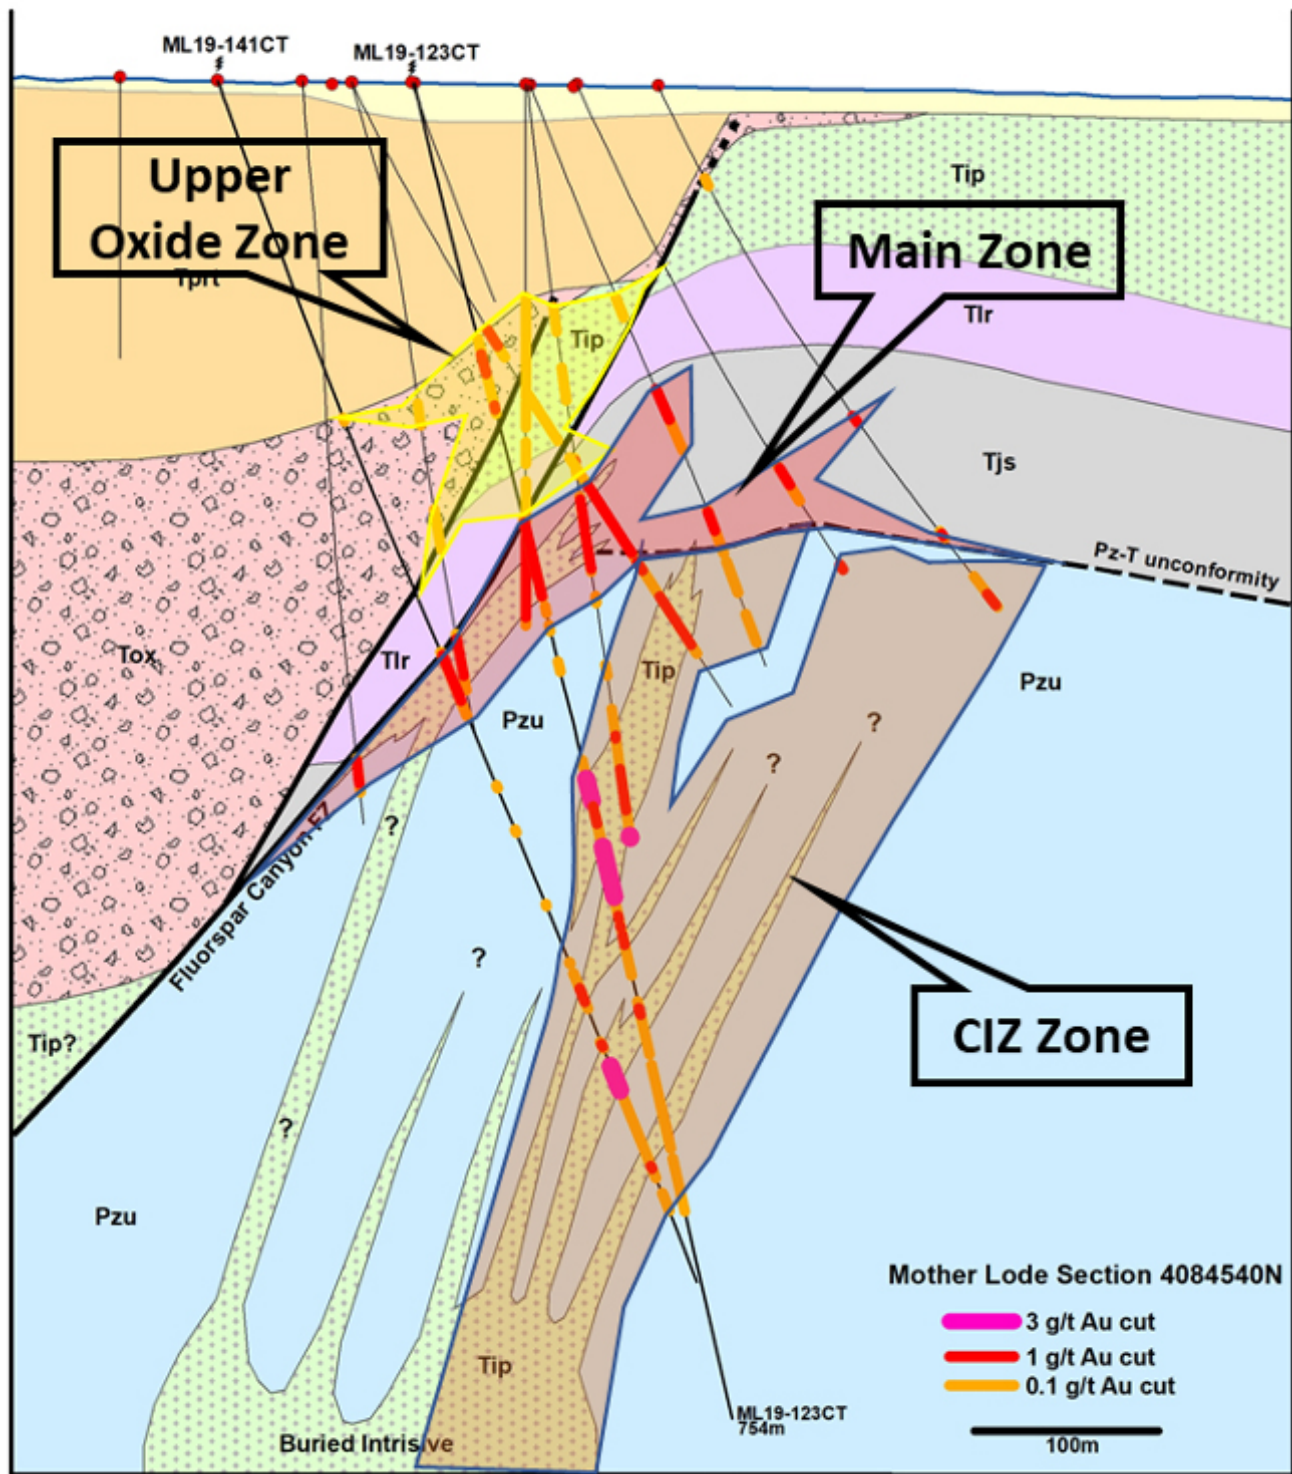 ML19-141CT
ML19-123CT
Upper
Oxide Zone
Tprt
Tip
Main Zone
Tlr
Tip
Tjs
Pz-T unconformity
Tox
Tlr
Tip
Pzu
Pzu
?
?
?
Fluorspar Canyon F7
?
CIZ Zone
Tip?
?
Pzu
Mother Lode Section 4084540N
3 g/t Au cut
1 g/t Au cut
0.1 g/t Au cut
Tip
ML19-123CT
754m
100m
Buried Intrisive